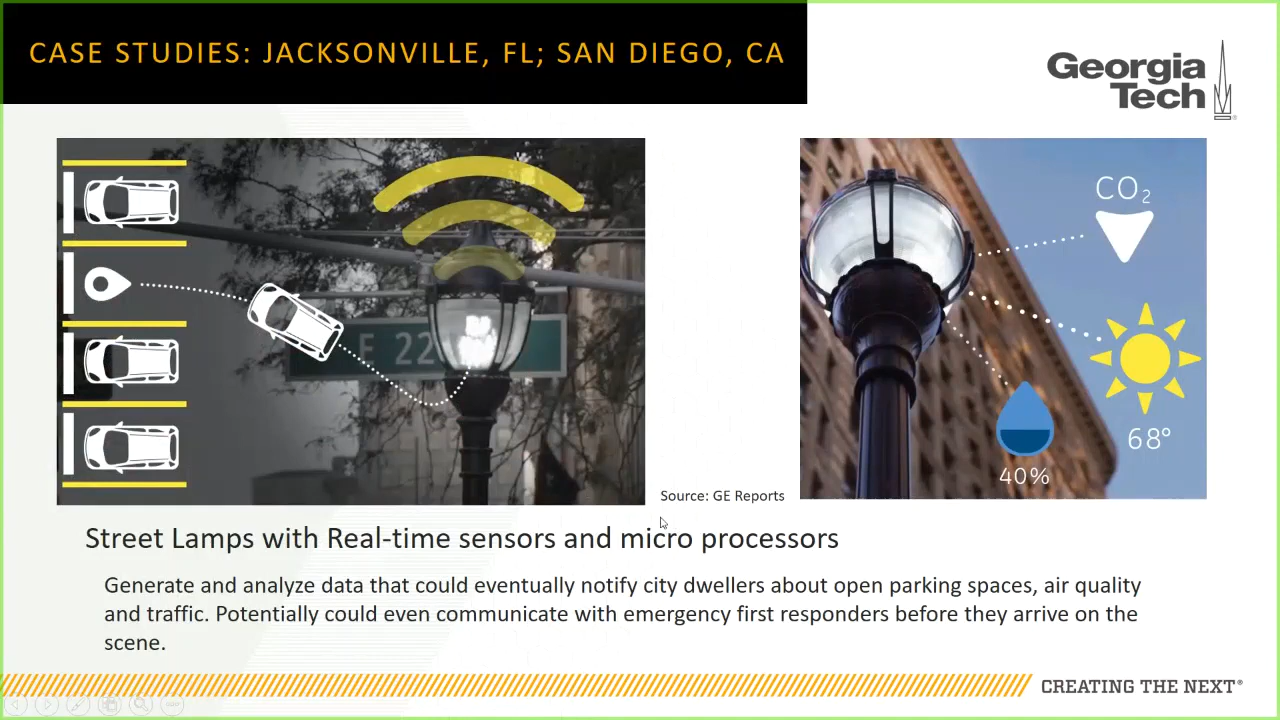 CASE STUDIES: JACKSONVILLE, FL; SAN DIEGO, CA
Georgia
Tech
E 22
CO₂
68°
40%
Source: GE Reports
Street Lamps with Real-time sensors and micro processors
Generate and analyze data that could eventually notify city dwellers about open parking spaces, air quality
and traffic. Potentially could even communicate with emergency first responders before they arrive on the
scene.
CREATING THE NEXT®